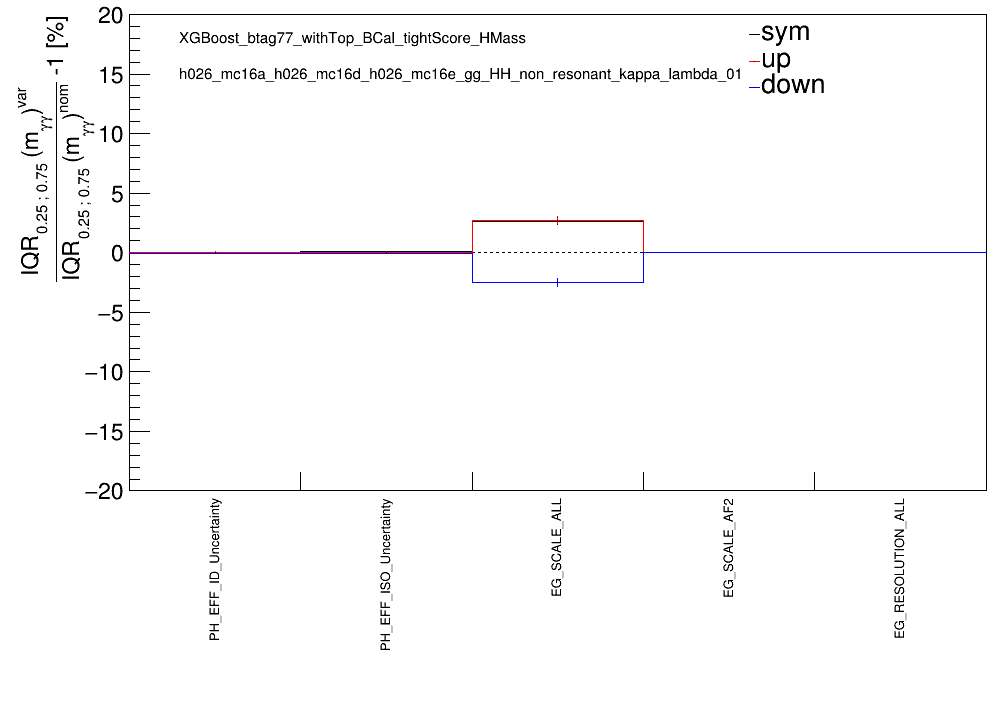 IQR0.25 ; 0.75 (mγγ)var
IQR0.25 ; 0.75 (mγγ)nom
-1 [%]
20
15
10
5
0
−5
−10
−15
−20
XGBoost_btag77_withTop_BCal_tightScore_HMass
h026_mc16a_h026_mc16d_h026_mc16e_gg_HH_non_resonant_kappa_lambda_01
sym
up
down
PH_EFF_ID_Uncertainty
PH_EFF_ISO_Uncertainty
EG_SCALE_ALL
EG_SCALE_AF2
EG_RESOLUTION_ALL